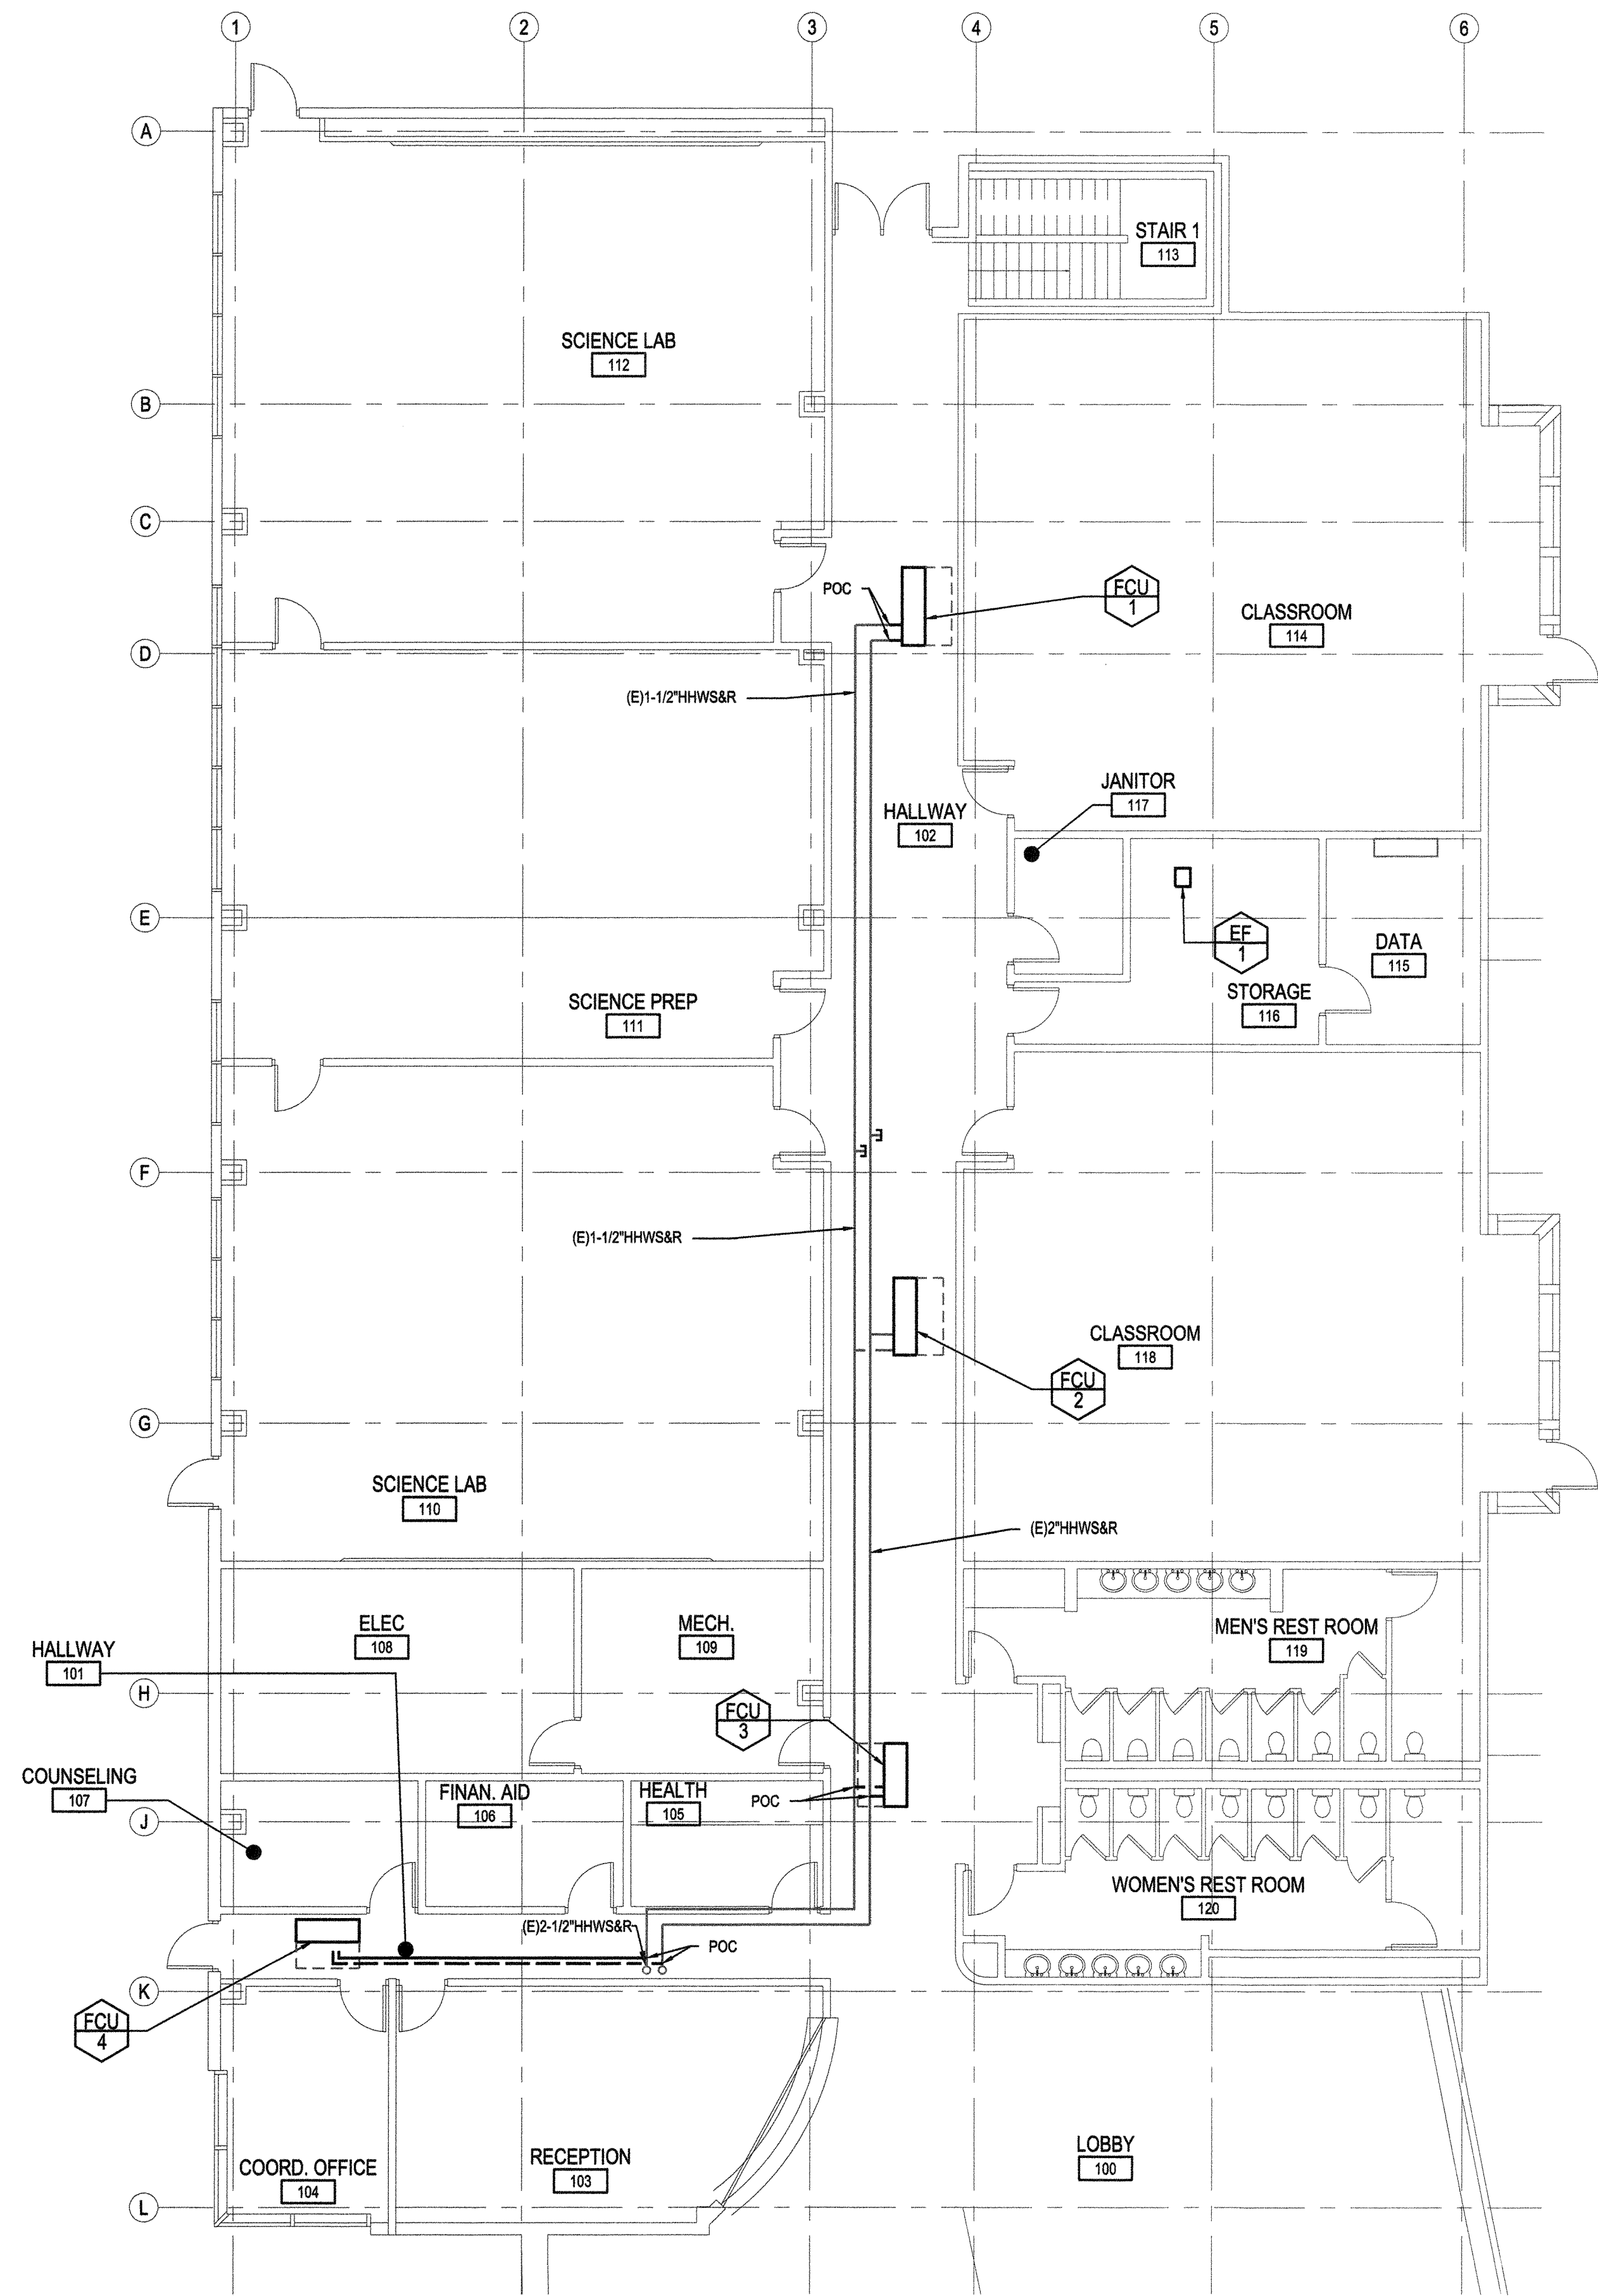 1 2 3 4 5 6
A
STAIR 1
113
SCIENCE LAB
112
B
C
POC
FCU
1
CLASSROOM
114
D
(E)1-1/2"HHWS&R
JANITOR
117
HALLWAY
102
E
EF
1
DATA
115
STORAGE
116
SCIENCE PREP
111
F
(E)1-1/2"HHWS&R
CLASSROOM
118
FCU
2
G
SCIENCE LAB
110
(E)2"HHWS&R
ELEC
108
MECH.
109
MEN'S REST ROOM
119
HALLWAY
101
H
FCU
3
COUNSELING
107
FINAN. AID
106
HEALTH
105
POC
J
WOMEN'S REST ROOM
120
(E)2-1/2"HHWS&R
POC
K
FCU
4
LOBBY
100
RECEPTION
103
COORD. OFFICE
104
L